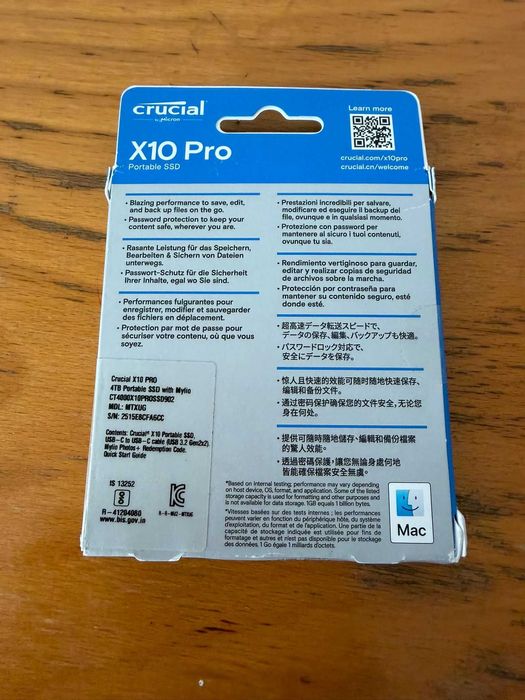 crucial
by Micron
Learn more
X10 Pro
Portable SSD
crucial.com/x10pro
crucial.cn/welcome
• Blazing performance to save, edit,
and back up files on the go.
• Password protection to keep your
content safe, wherever you are.
• Rasante Leistung für das Speichern,
Bearbeiten & Sichern von Dateien
unterwegs.
• Passwort-Schutz für die Sicherheit
Ihrer Inhalte, egal wo Sie sind.
• Performances fulgurantes pour
enregistrer, modifier et sauvegarder
des fichiers en déplacement.
• Protection par mot de passe pour
sécuriser votre contenu, où que vous
soyez.
• Prestazioni incredibili per salvare,
modificare ed eseguire il backup dei
file, ovunque e in qualsiasi momento.
• Protezione con password per
mantenere al sicuro i tuoi contenuti,
ovunque tu sia.
• Rendimiento vertiginoso para guardar,
editar y realizar copias de seguridad
de archivos sobre la marcha.
• Protección por contraseña para
mantener su contenido seguro, esté
donde esté.
• 超高速データ転送スピードで、
データの保存、編集、バックアップも快適。
• パスワードロック対応で、
安全にデータを保存。
• 惊人且快速的效能可随时随地快速保存、
编辑和备份文件。
• 通过密码保护确保您的文件安全，无论您
身在何处。
• 提供可隨時隨地儲存、編輯和備份檔案
的驚人效能。
• 透過密碼保護，讓您無論身處何地
皆能確保檔案安全無虞。
Crucial X10 PRO
4TB Portable SSD with Mylio
CT4000X10PROSSD902
MDL: MTXUG
S/N: 2515E8CFA6CC
Contents: Crucial® X10 Portable SSD,
USB-C to USB-C cable (USB 3.2 Gen2x2).
Mylio Photos+ Redemption Code.
Quick Start Guide
IS 13252
R-41204060
www.bis.gov.in
R-R-MU2-MTXUG
*Based on internal testing; performance may vary depending
on host device, OS, format, and application. Some of the listed
storage capacity is used for formatting and other purposes and
is not available for data storage. 1GB equals 1 billion bytes.
*Vitesses basées sur des tests internes ; les performances
peuvent varier en fonction du périphérique hôte, du système
d'exploitation, du format et de l'application. Une partie de la
capacité de stockage indiquée est utilisée pour fins de
formatage et autres et n'est pas disponible pour le stockage
des données. 1 Go égale 1 milliard d'octets.
Mac